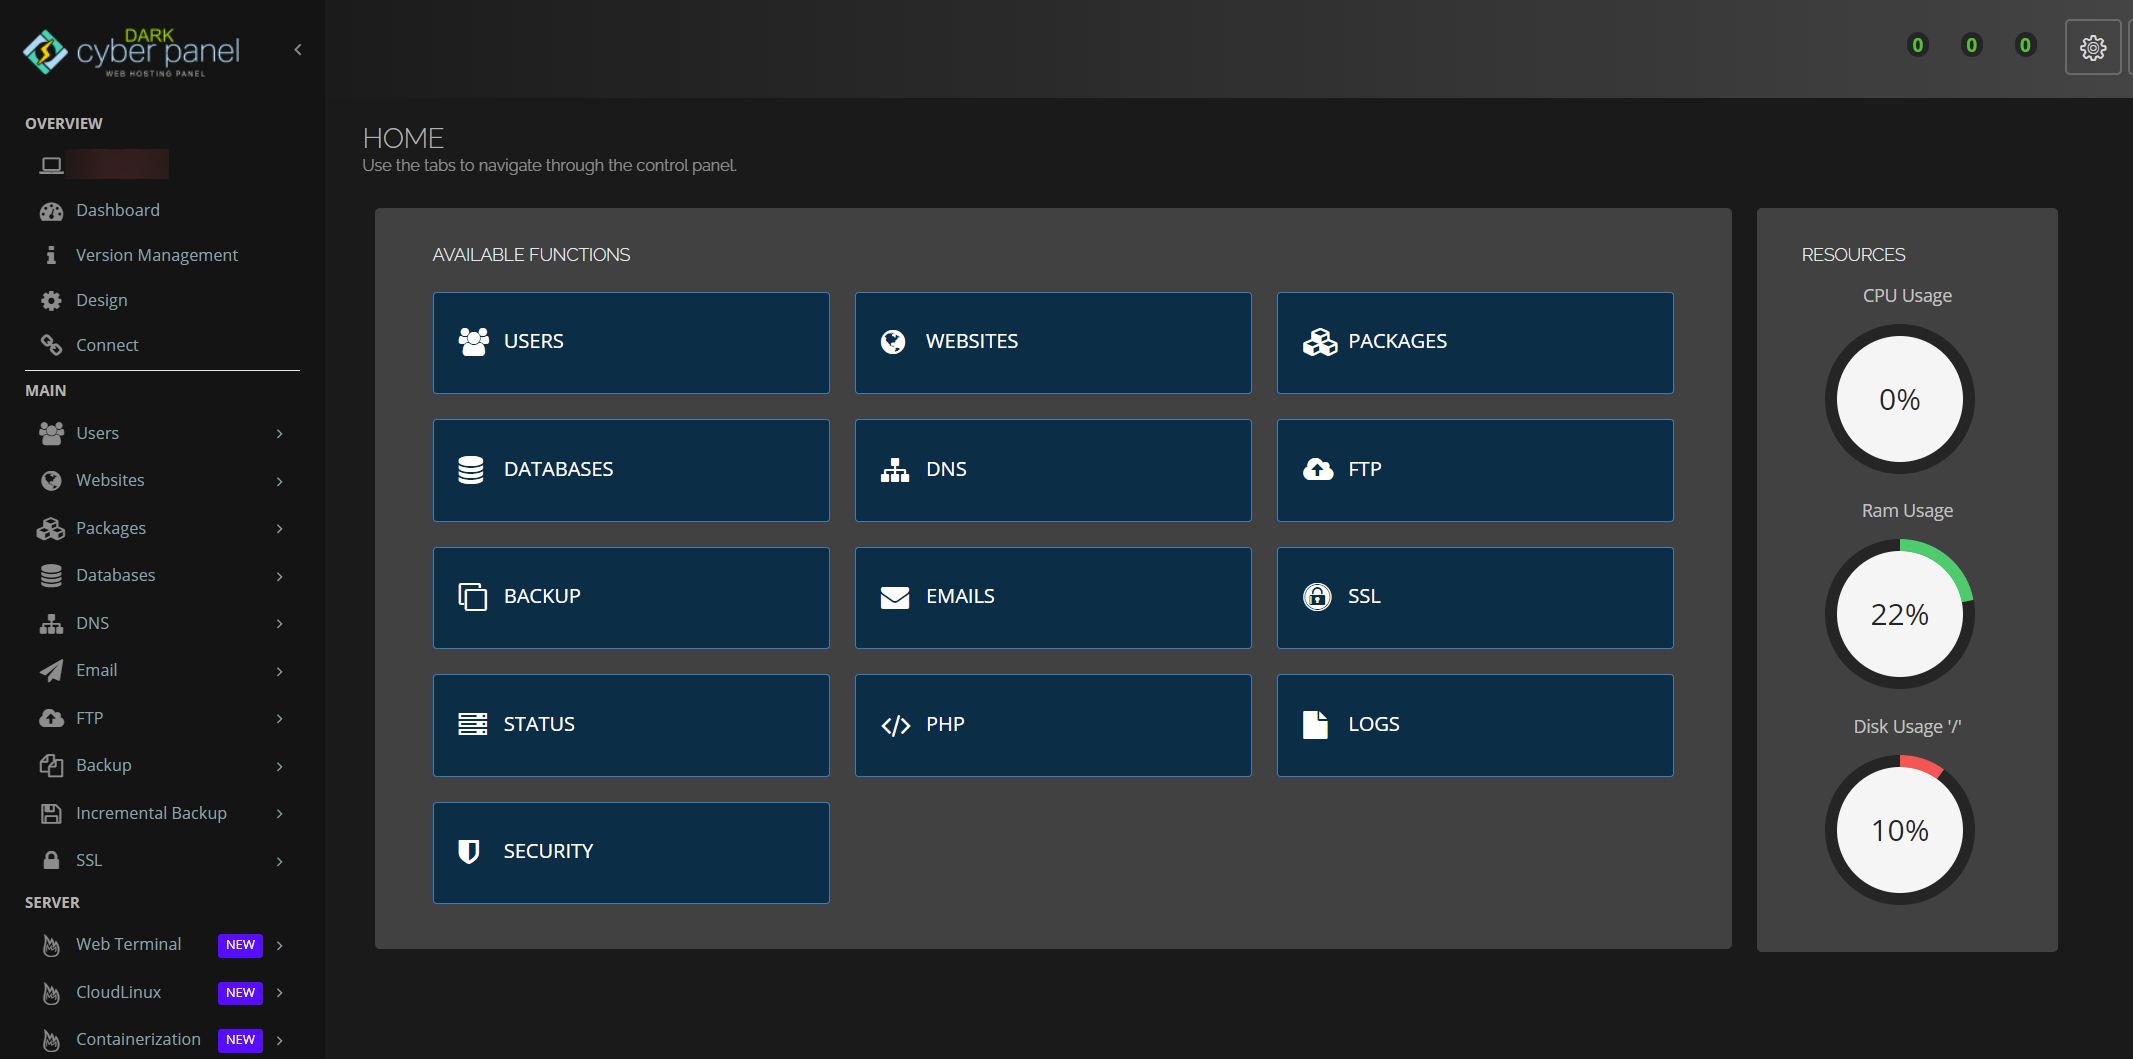 DARK
cyber panel
WEB HOSTING PANEL
0 0 0
OVERVIEW
Dashboard
Version Management
Design
Connect
MAIN
Users
Websites
Packages
Databases
DNS
Email
FTP
Backup
Incremental Backup
SSL
SERVER
Web Terminal NEW
CloudLinux NEW
Containerization NEW
HOME
Use the tabs to navigate through the control panel.
AVAILABLE FUNCTIONS
USERS
WEBSITES
PACKAGES
DATABASES
DNS
FTP
BACKUP
EMAILS
SSL
STATUS
PHP
LOGS
SECURITY
RESOURCES
CPU Usage
0%
Ram Usage
22%
Disk Usage '/'
10%